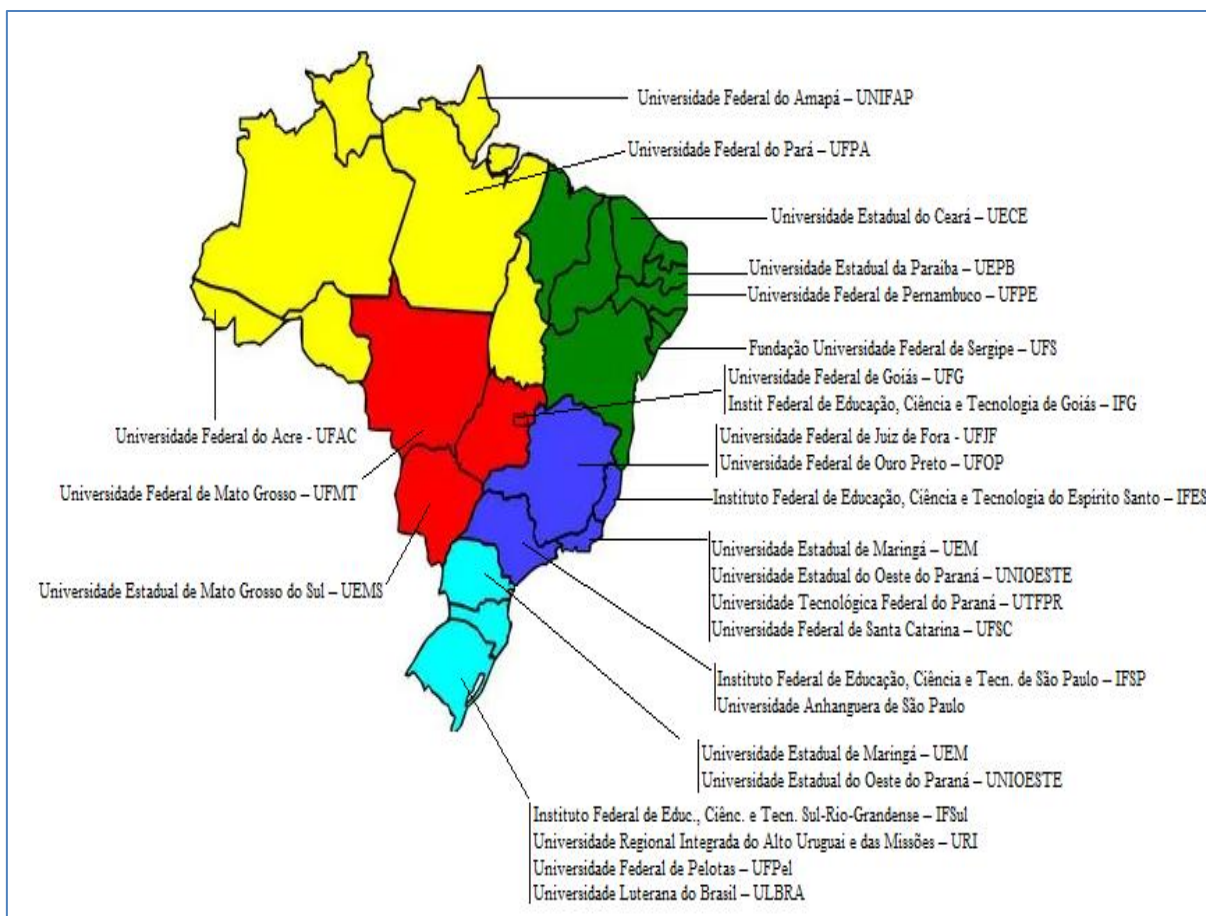 Universidade Federal do Amapá – UNIFAP
Universidade Federal do Pará – UFPA
Universidade Estadual do Ceará – UECE
Universidade Estadual da Paraíba – UEPB
Universidade Federal de Pernambuco – UFPE
Fundação Universidade Federal de Sergipe – UFS
Universidade Federal de Goiás – UFG
Instit Federal de Educação, Ciência e Tecnologia de Goiás – IFG
Universidade Federal do Acre - UFAC
Universidade Federal de Juiz de Fora - UFJF
Universidade Federal de Ouro Preto – UFOP
Universidade Federal de Mato Grosso – UFMT
Instituto Federal de Educação, Ciência e Tecnologia do Espírito Santo – IFES
Universidade Estadual de Maringá – UEM
Universidade Estadual do Oeste do Paraná – UNIOESTE
Universidade Tecnológica Federal do Paraná – UTFPR
Universidade Federal de Santa Catarina – UFSC
Universidade Estadual de Mato Grosso do Sul – UEMS
Instituto Federal de Educação, Ciência e Tecn. de São Paulo – IFSP
Universidade Anhanguera de São Paulo
Universidade Estadual de Maringá – UEM
Universidade Estadual do Oeste do Paraná – UNIOESTE
Instituto Federal de Educ., Ciênc. e Tecn. Sul-Rio-Grandense – IFSul
Universidade Regional Integrada do Alto Uruguai e das Missões – URI
Universidade Federal de Pelotas – UFPel
Universidade Luterana do Brasil – ULBRA